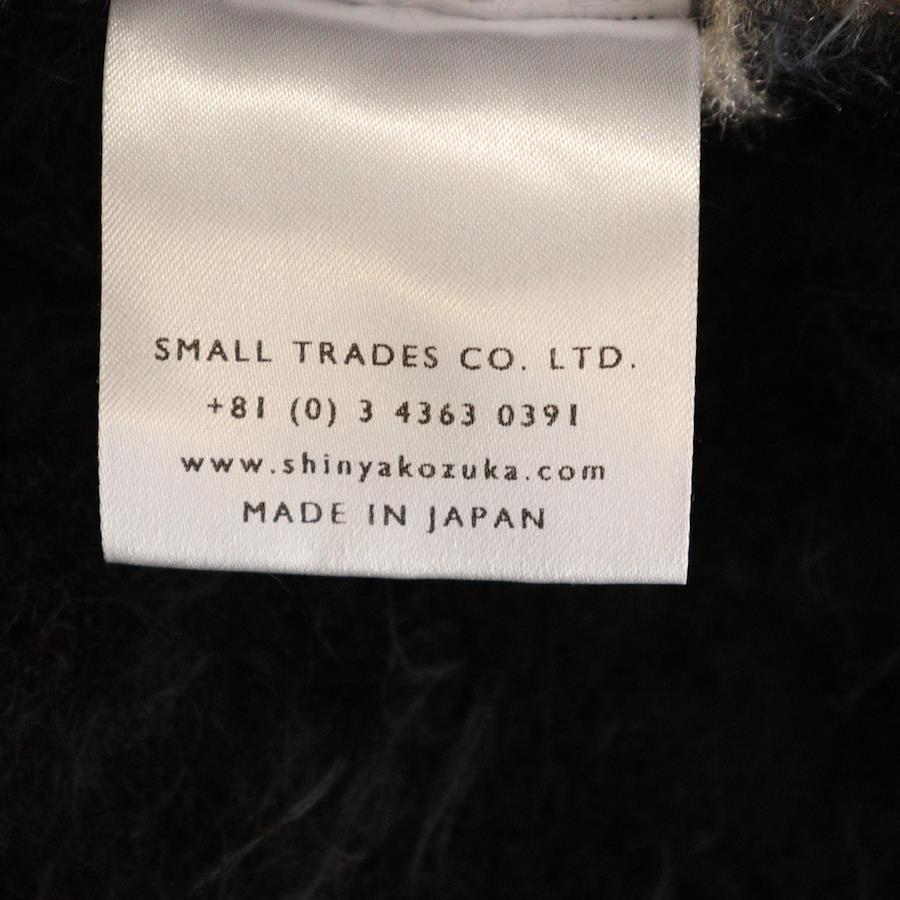 SMALL TRADES CO. LTD.
+81 (0) 3 4363 0391
www.shinyakozuka.com
MADE IN JAPAN